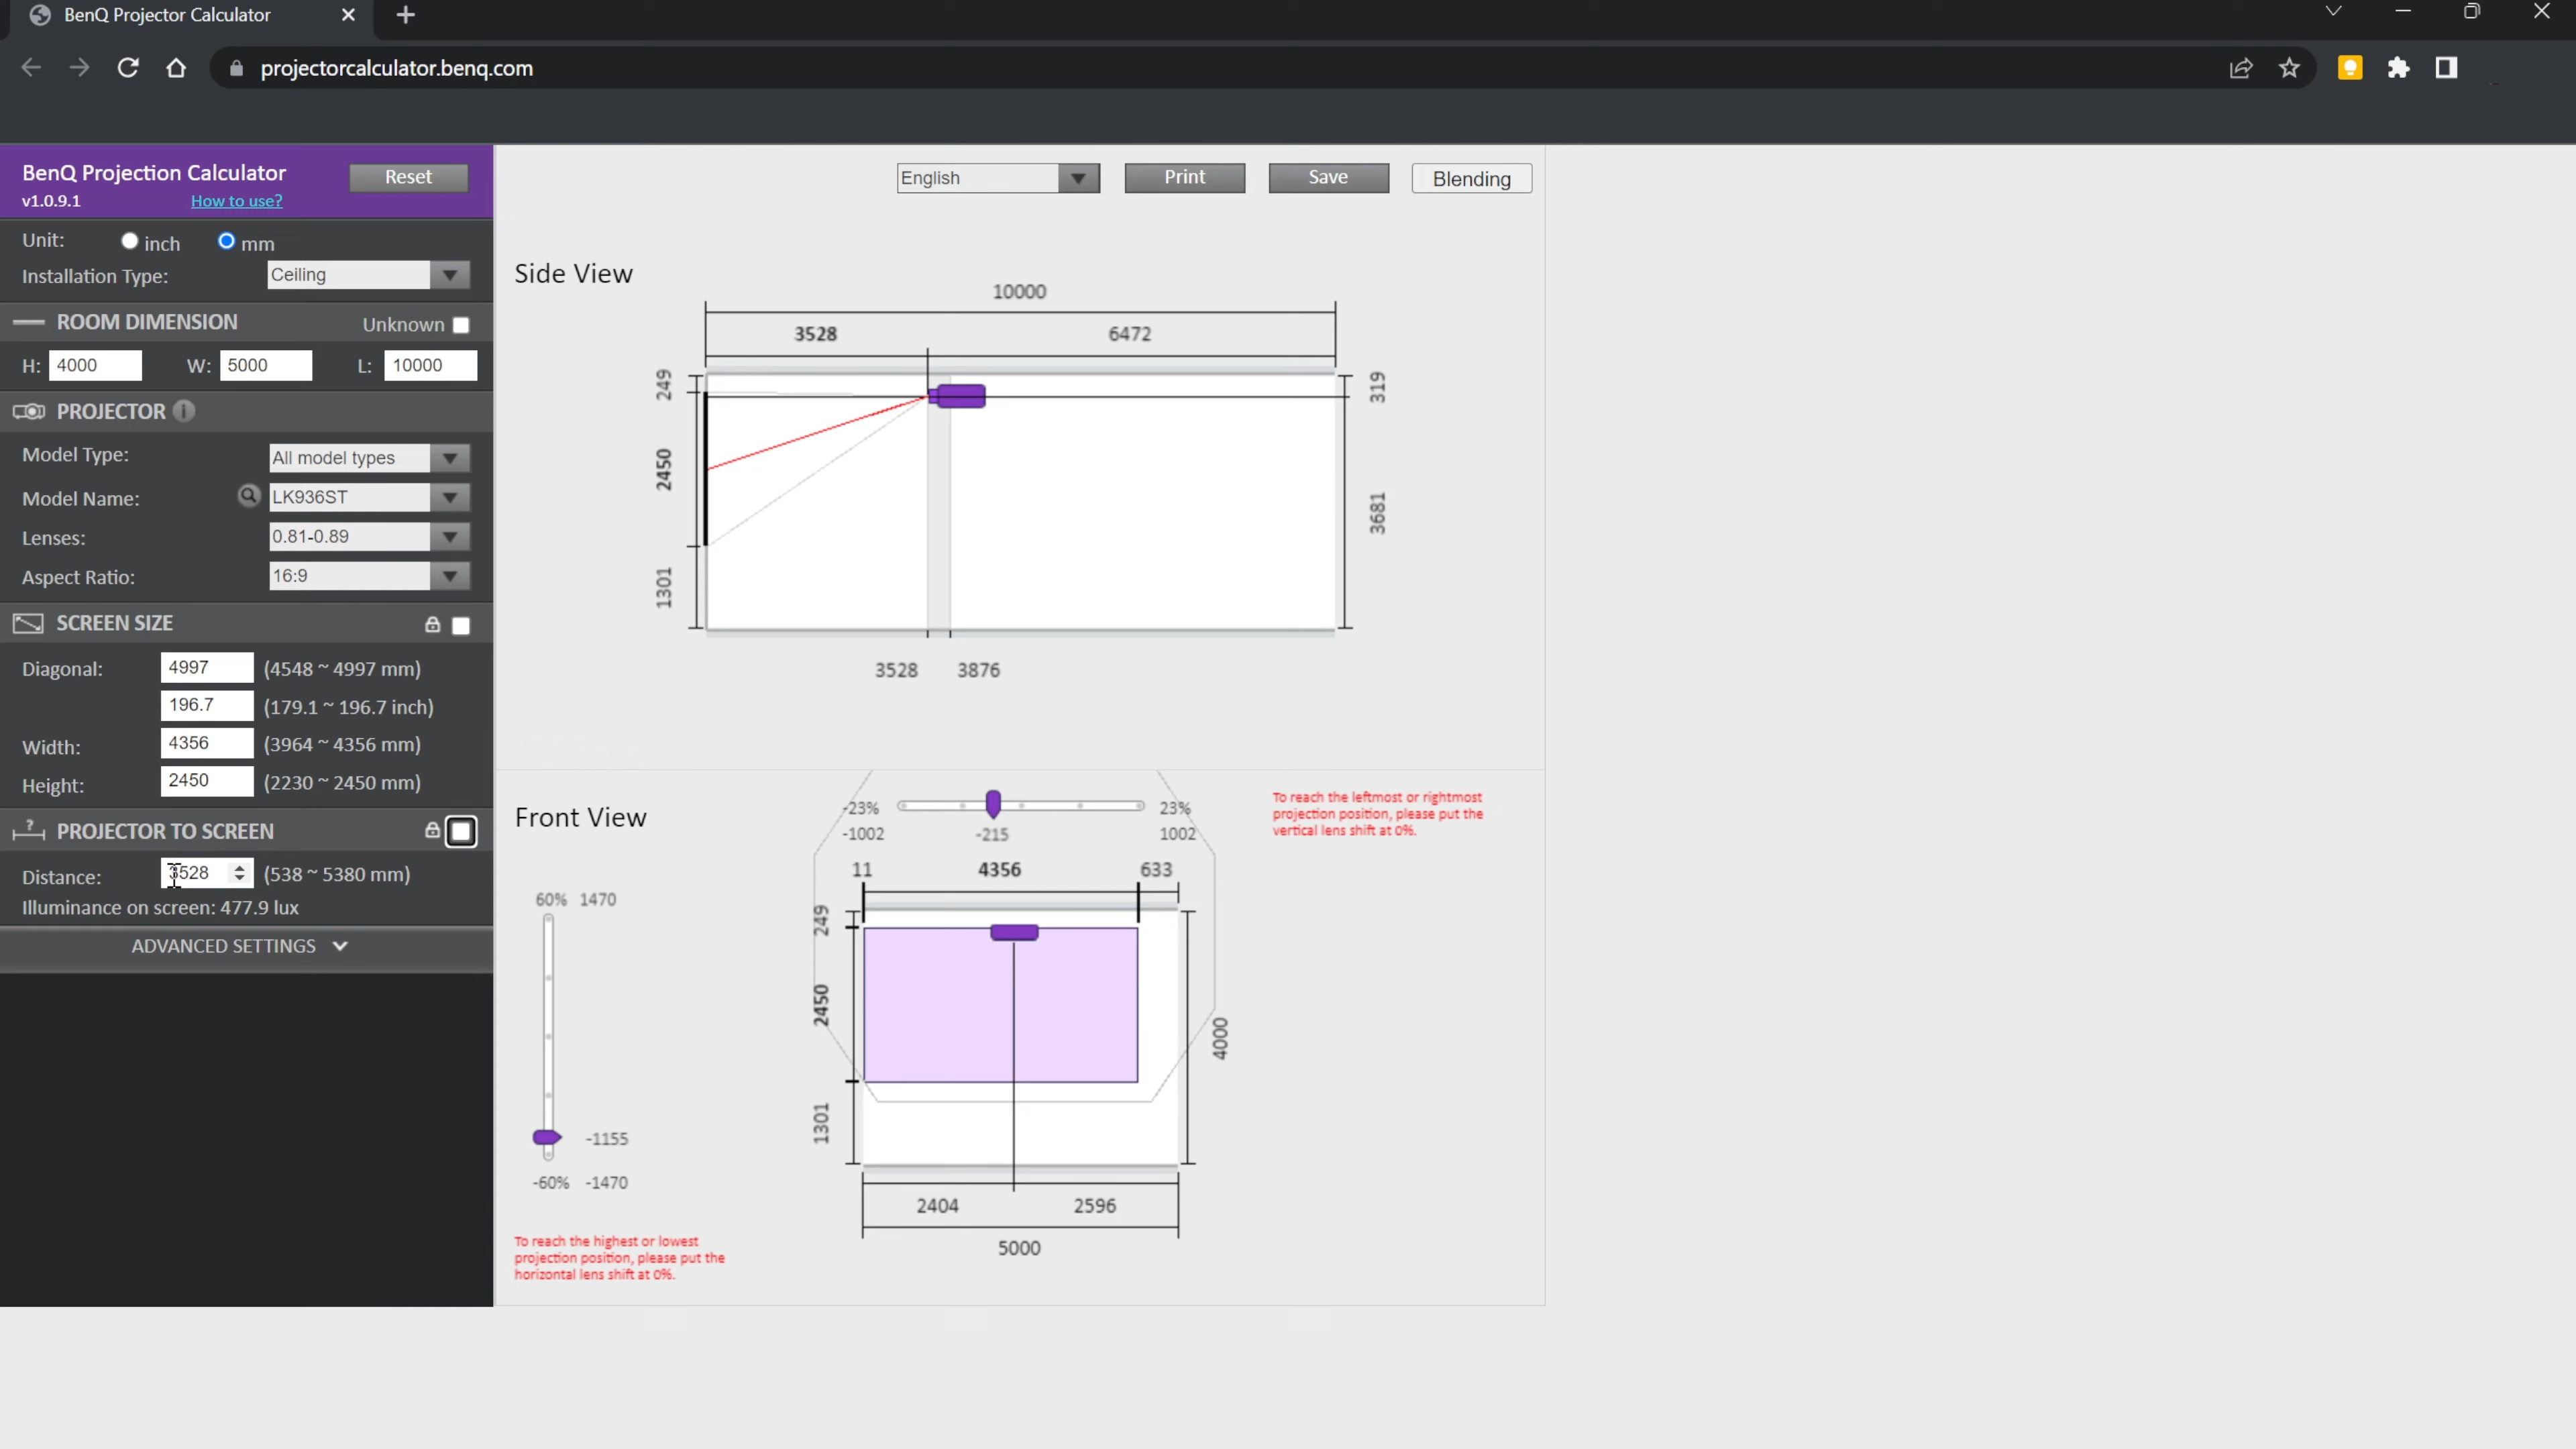 BenQ Projector Calculator
projectorcalculator.benq.com
BenQ Projection Calculator
Reset
v1.0.9.1
How to use?
Unit:
inch
mm
Installation Type:
Ceiling
ROOM DIMENSION
Unknown
H: 4000
W: 5000
L: 10000
PROJECTOR
Model Type:
All model types
Model Name:
LK936ST
Lenses:
0.81-0.89
Aspect Ratio:
16:9
SCREEN SIZE
Diagonal:
4997
(4548 ~ 4997 mm)
196.7
(179.1 ~ 196.7 inch)
Width:
4356
(3964 ~ 4356 mm)
Height:
2450
(2230 ~ 2450 mm)
PROJECTOR TO SCREEN
Distance:
3528
(538 ~ 5380 mm)
Illuminance on screen: 477.9 lux
ADVANCED SETTINGS
English
Print
Save
Blending
Side View
10000
3528
6472
249
2450
1301
319
3681
3528
3876
Front View
-23%
23%
-1002
-215
1002
11
4356
633
To reach the leftmost or rightmost
projection position, please put the
vertical lens shift at 0%.
60% 1470
-1155
-60% -1470
249
2450
1301
4000
2404
2596
5000
To reach the highest or lowest
projection position, please put the
horizontal lens shift at 0%.